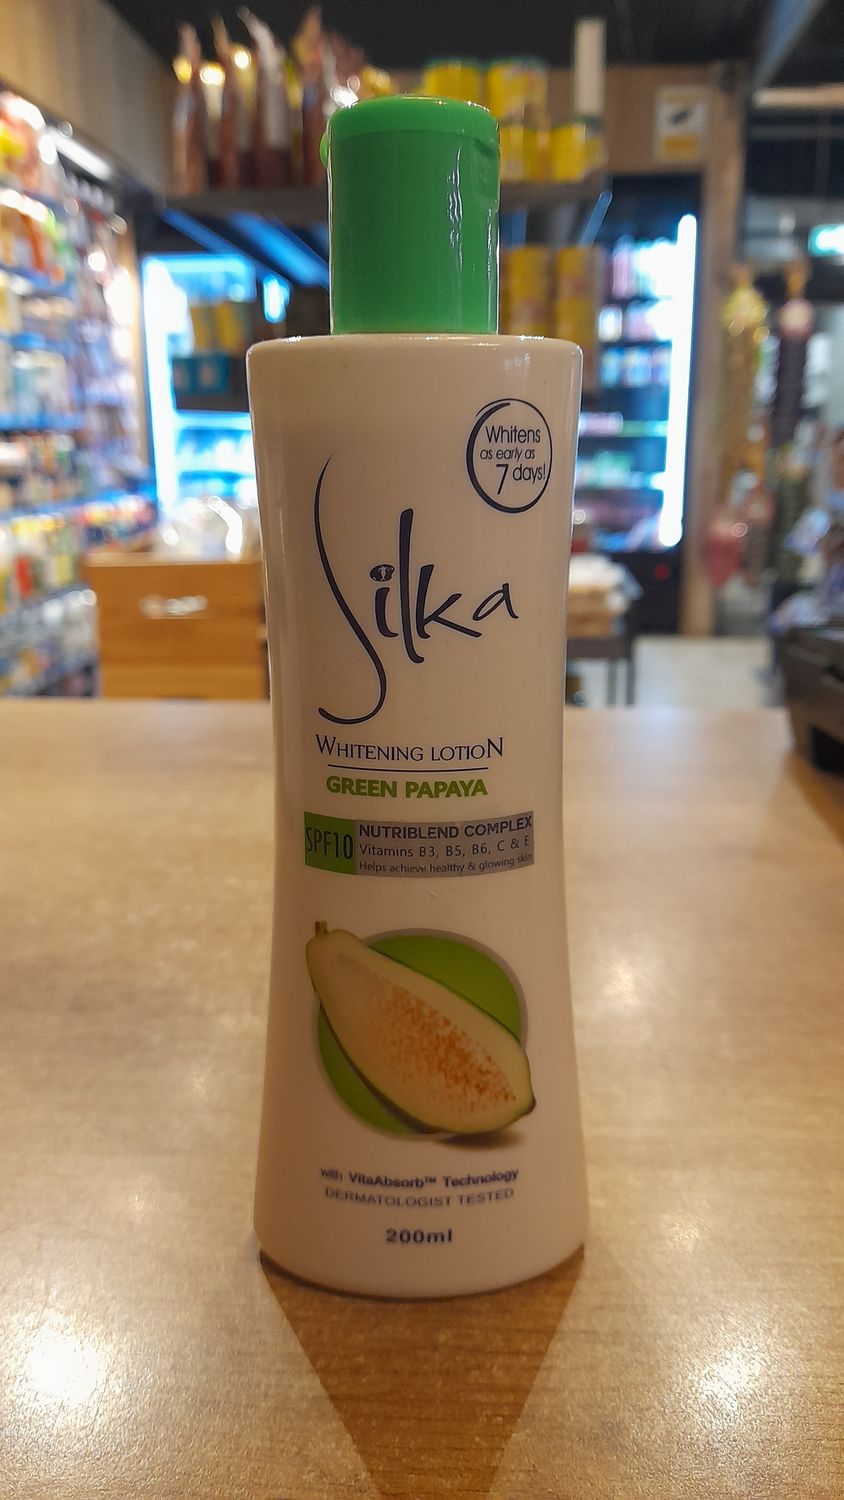 Whitens
as early as
7 days!
Silka
WHITENING LOTION
GREEN PAPAYA
SPF10
NUTRIBLEND COMPLEX
Vitamins B3, B5, B6, C & E
Helps achieve healthy & glowing skin
with VitaAbsorb™ Technology
DERMATOLOGIST TESTED
200ml